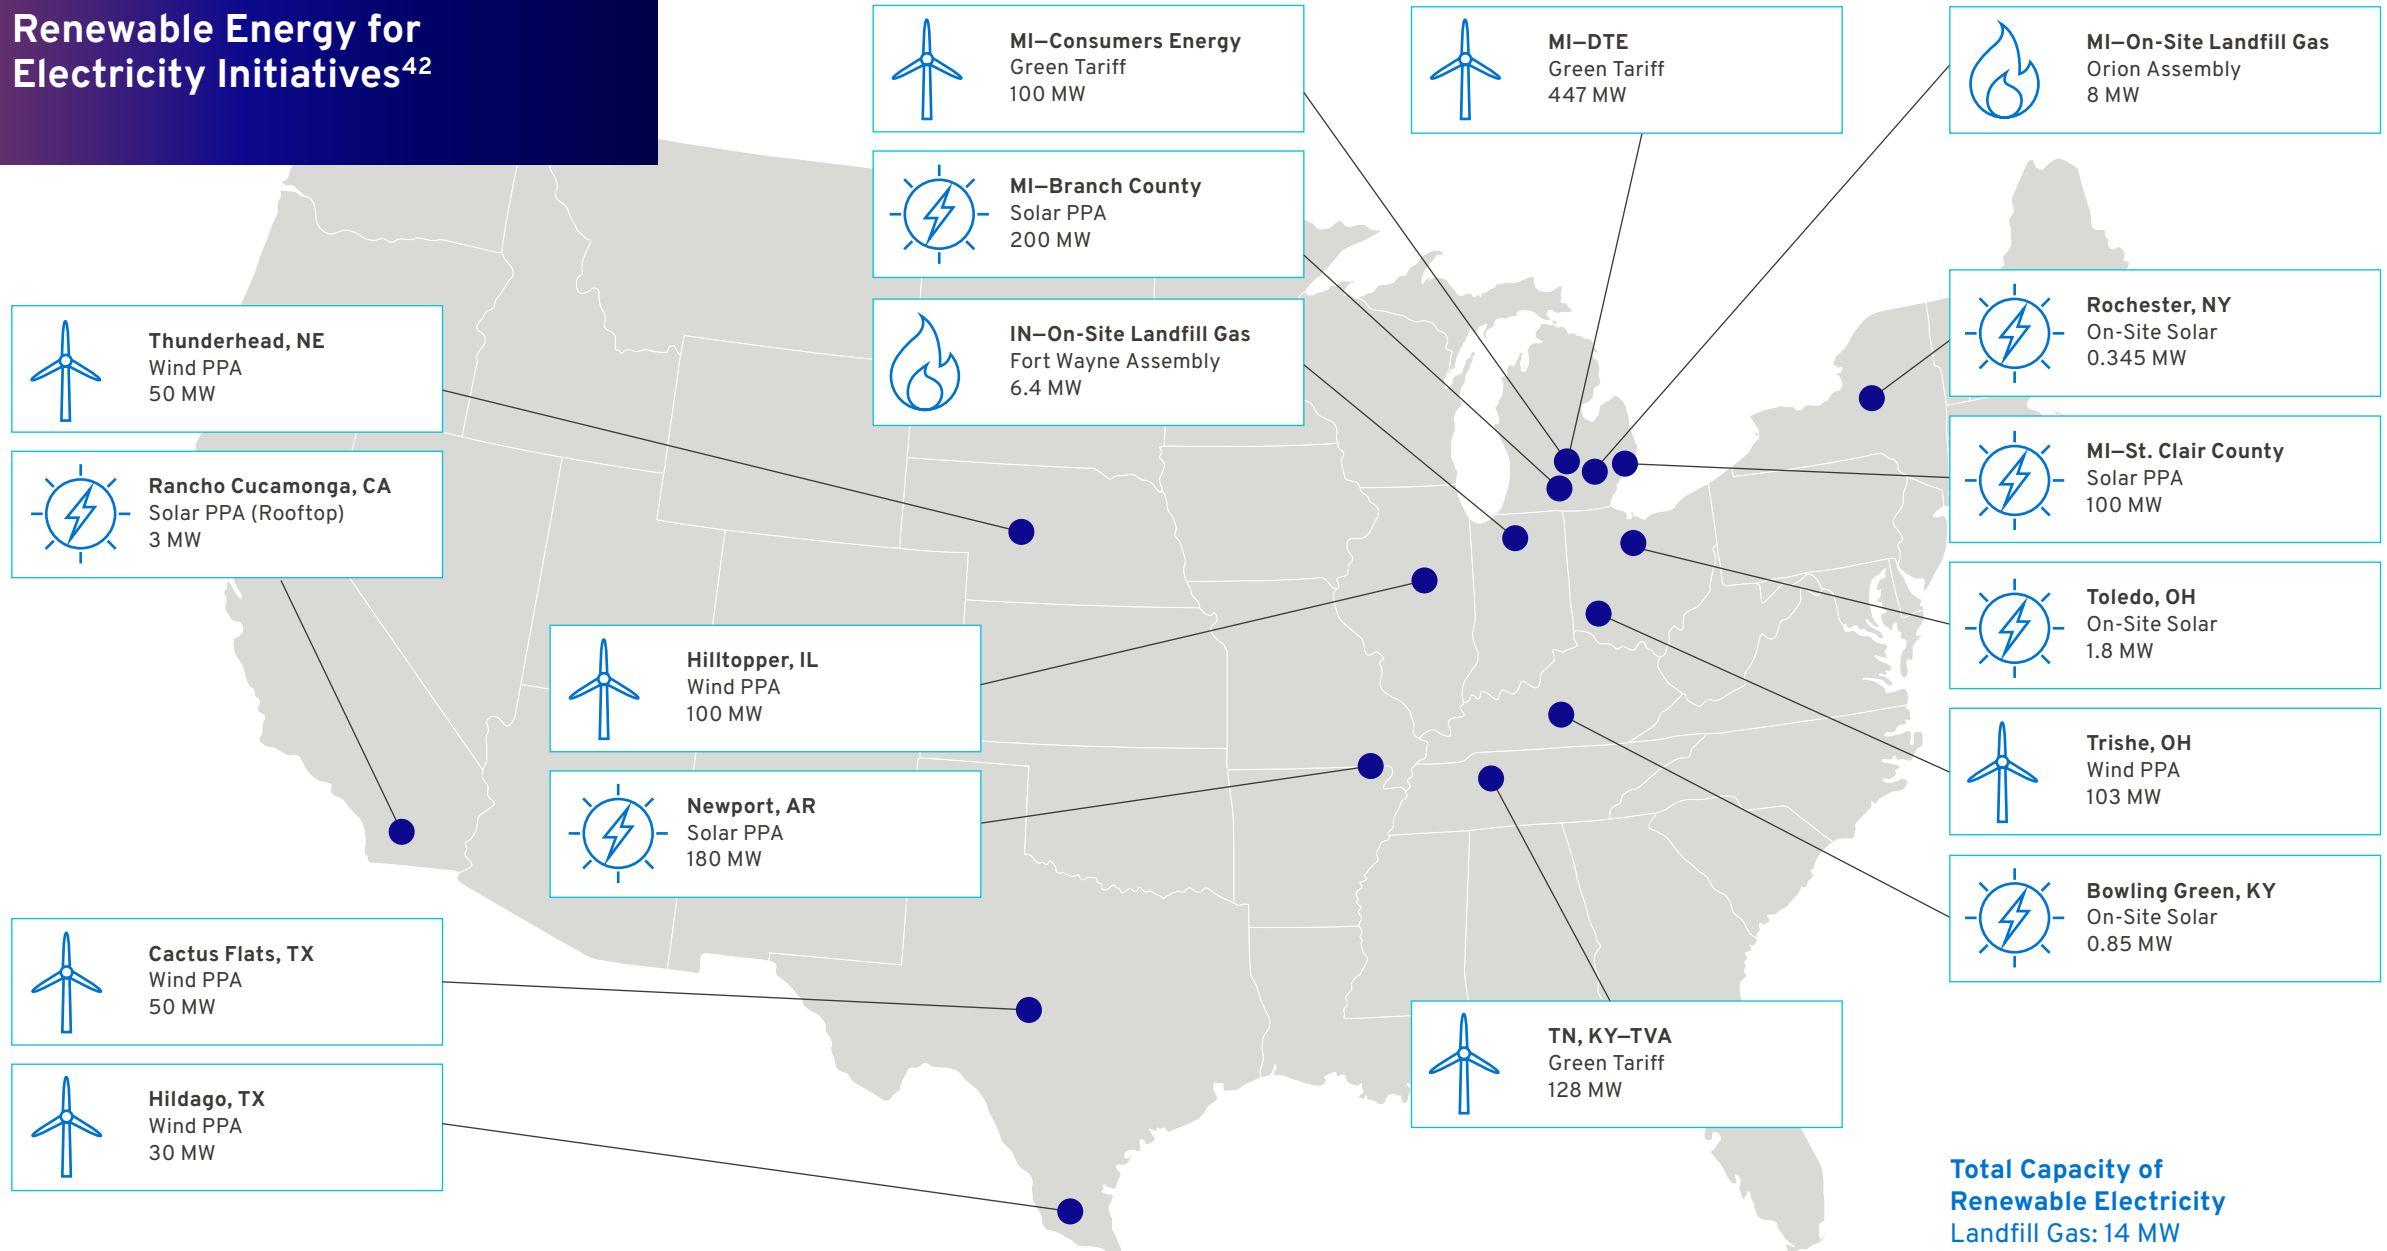 Renewable Energy for
Electricity Initiatives42
MI—Consumers Energy
Green Tariff
100 MW
MI—DTE
Green Tariff
447 MW
MI—On-Site Landfill Gas
Orion Assembly
8 MW
MI—Branch County
Solar PPA
200 MW
IN—On-Site Landfill Gas
Fort Wayne Assembly
6.4 MW
Rochester, NY
On-Site Solar
0.345 MW
Thunderhead, NE
Wind PPA
50 MW
MI—St. Clair County
Solar PPA
100 MW
Rancho Cucamonga, CA
Solar PPA (Rooftop)
3 MW
Toledo, OH
On-Site Solar
1.8 MW
Hilltopper, IL
Wind PPA
100 MW
Trishe, OH
Wind PPA
103 MW
Newport, AR
Solar PPA
180 MW
Bowling Green, KY
On-Site Solar
0.85 MW
Cactus Flats, TX
Wind PPA
50 MW
TN, KY—TVA
Green Tariff
128 MW
Hildago, TX
Wind PPA
30 MW
Total Capacity of
Renewable Electricity
Landfill Gas: 14 MW